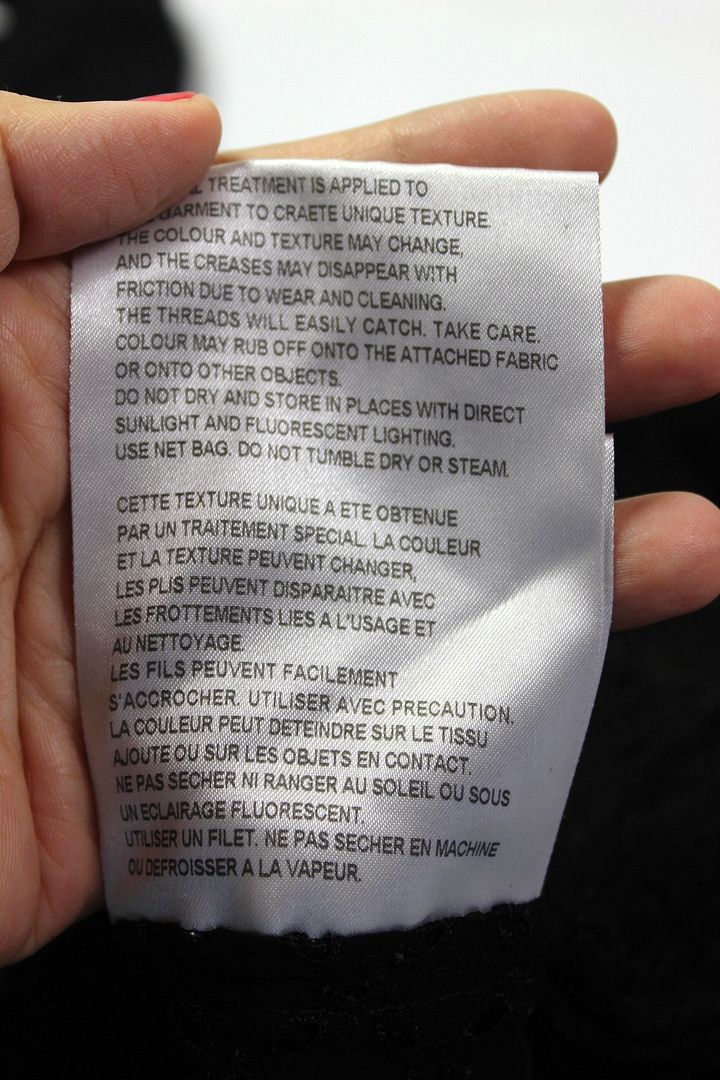 TREATMENT IS APPLIED TO
GARMENT TO CRAETE UNIQUE TEXTURE.
THE COLOUR AND TEXTURE MAY CHANGE,
AND THE CREASES MAY DISAPPEAR WITH
FRICTION DUE TO WEAR AND CLEANING.
THE THREADS WILL EASILY CATCH. TAKE CARE.
COLOUR MAY RUB OFF ONTO THE ATTACHED FABRIC
OR ONTO OTHER OBJECTS.
DO NOT DRY AND STORE IN PLACES WITH DIRECT
SUNLIGHT AND FLUORESCENT LIGHTING.
USE NET BAG. DO NOT TUMBLE DRY OR STEAM.
CETTE TEXTURE UNIQUE A ETE OBTENUE
PAR UN TRAITEMENT SPECIAL. LA COULEUR
ET LA TEXTURE PEUVENT CHANGER,
LES PLIS PEUVENT DISPARAITRE AVEC
LES FROTTEMENTS LIES A L'USAGE ET
AU NETTOYAGE.
LES FILS PEUVENT FACILEMENT
S'ACCROCHER. UTILISER AVEC PRECAUTION.
LA COULEUR PEUT DETEINDRE SUR LE TISSU
AJOUTE OU SUR LES OBJETS EN CONTACT.
NE PAS SECHER NI RANGER AU SOLEIL OU SOUS
UN ECLAIRAGE FLUORESCENT.
UTILISER UN FILET. NE PAS SECHER EN MACHINE
OU DEFROISSER A LA VAPEUR.